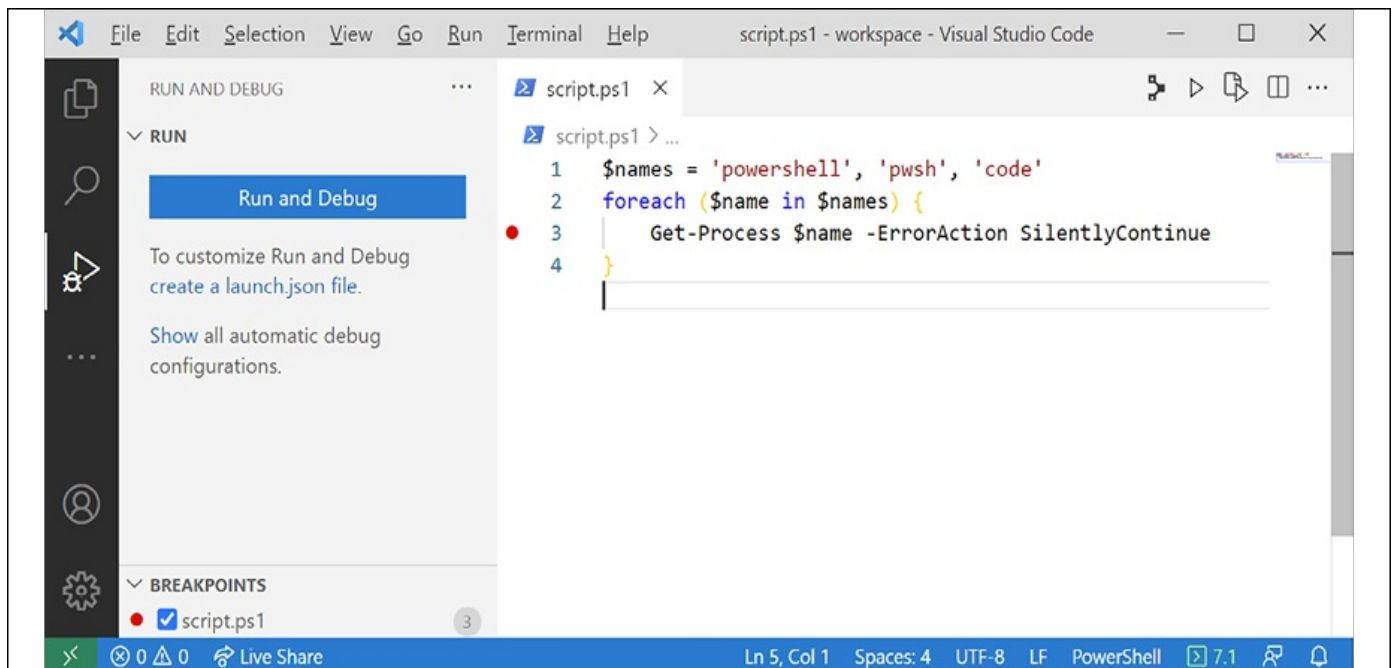 File Edit Selection View Go Run Terminal Help script.ps1 - workspace - Visual Studio Code
RUN AND DEBUG ...
RUN
Run and Debug
To customize Run and Debug
create a launch.json file.
Show all automatic debug
configurations.
BREAKPOINTS
script.ps1 3
script.ps1
script.ps1 > ...
1 $names = 'powershell', 'pwsh', 'code'
2 foreach ($name in $names) {
3 Get-Process $name -ErrorAction SilentlyContinue
4 }
0 0 Live Share Ln 5, Col 1 Spaces: 4 UTF-8 LF PowerShell 7.1